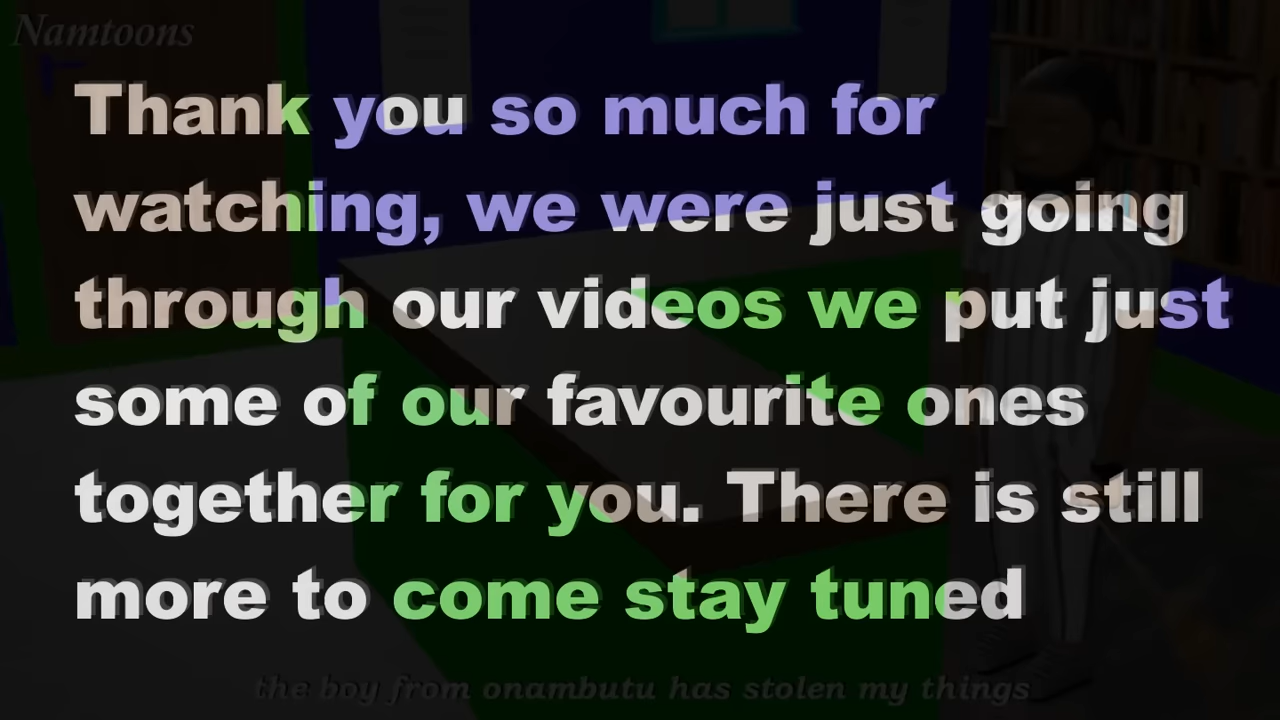 Namtoons
Thank you so much for
watching, we were just going
through our videos we put just
some of our favourite ones
together for you. There is still
more to come stay tuned
the boy from onambutu has stolen my things